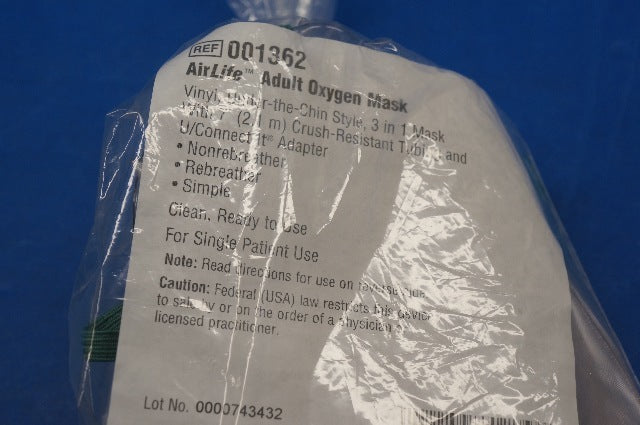 REF 001362
AirLife™ Adult Oxygen Mask
Vinyl, Under-the-Chin Style, 3 in 1 Mask
With 7' (2.1 m) Crush-Resistant Tubing and
U/Connect-It® Adapter
• Nonrebreather
• Rebreather
• Simple
Clean. Ready to Use
For Single Patient Use
Note: Read directions for use on reverse side.
Caution: Federal (USA) law restricts this device
to sale by or on the order of a physician or
licensed practitioner.
Lot No. 0000743432